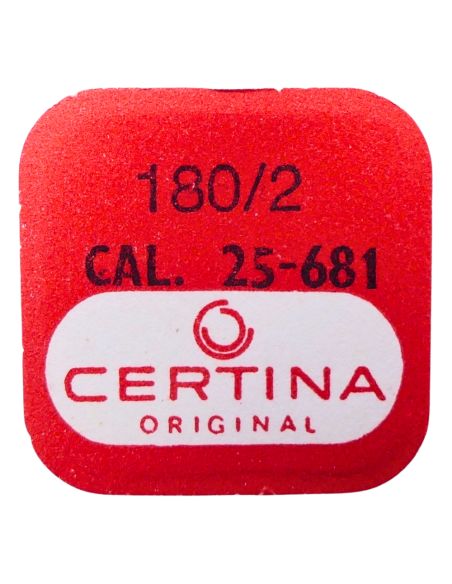 180/2
CAL. 25-681
CERTINA
ORIGINAL